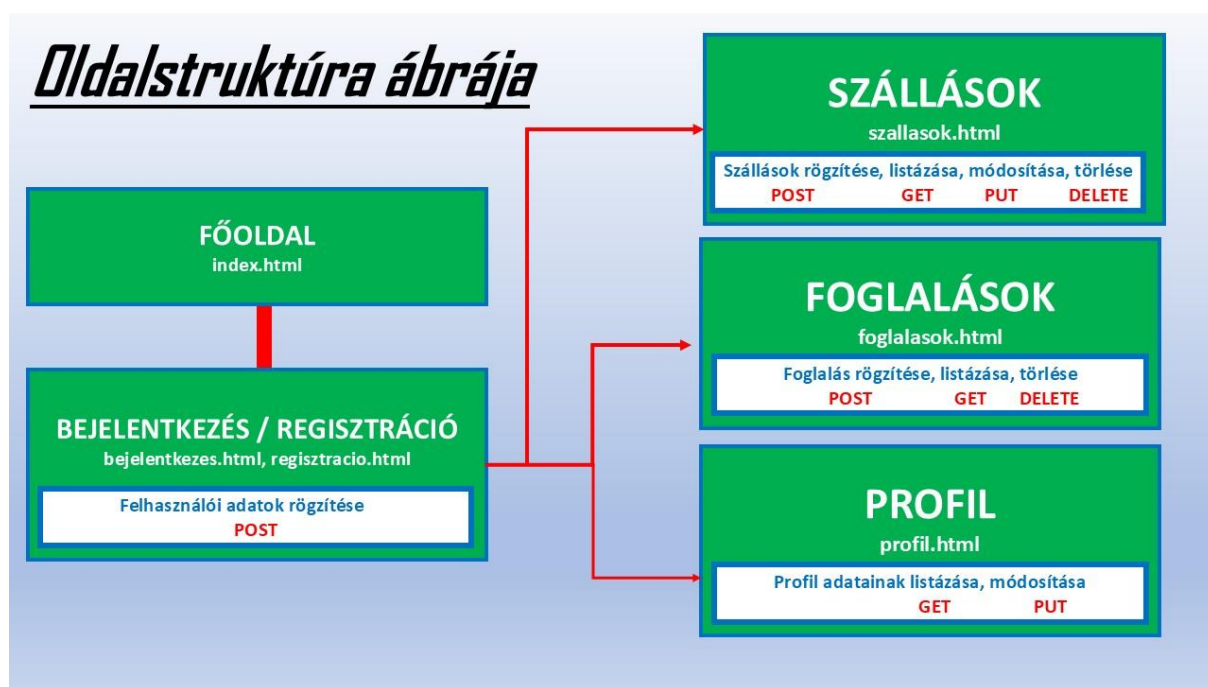 Oldalstruktúra ábrája
FŐOLDAL
index.html
BEJELENTKEZÉS / REGISZTRÁCIÓ
bejelentkezes.html, regisztracio.html
Felhasználói adatok rögzítése
POST
SZÁLLÁSOK
szallasok.html
Szállások rögzítése, listázása, módosítása, törlése
POST GET PUT DELETE
FOGLALÁSOK
foglalasok.html
Foglalás rögzítése, listázása, törlése
POST GET DELETE
PROFIL
profil.html
Profil adatainak listázása, módosítása
GET PUT